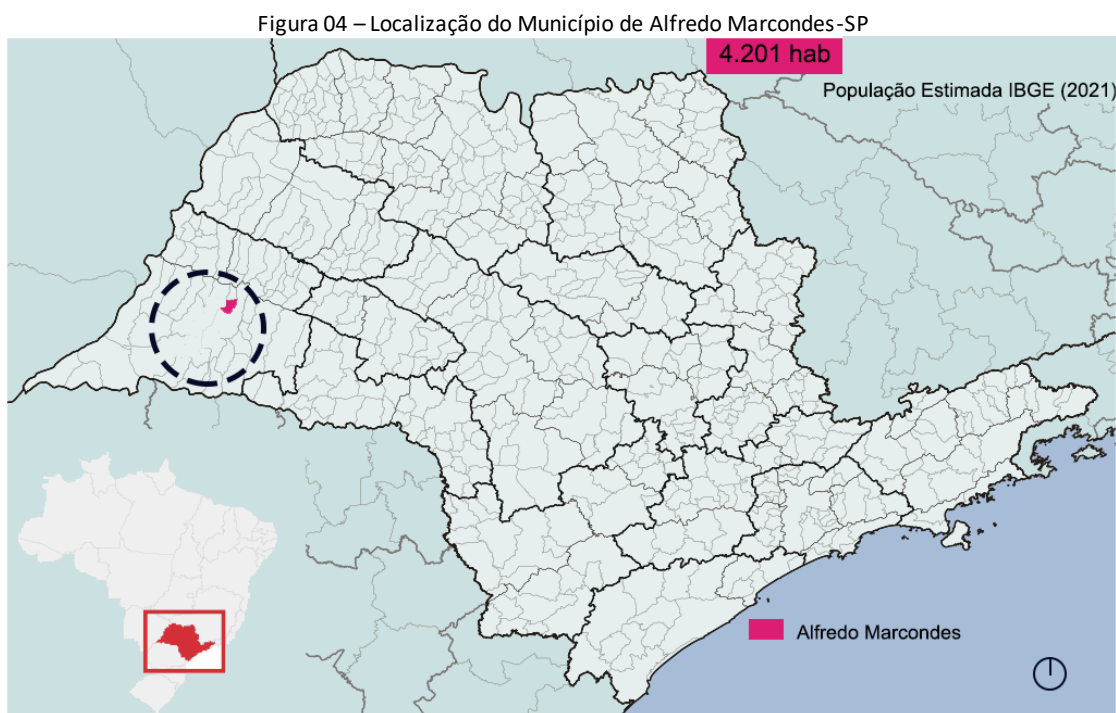 Figura 04 – Localização do Município de Alfredo Marcondes-SP
4.201 hab
População Estimada IBGE (2021)
Alfredo Marcondes